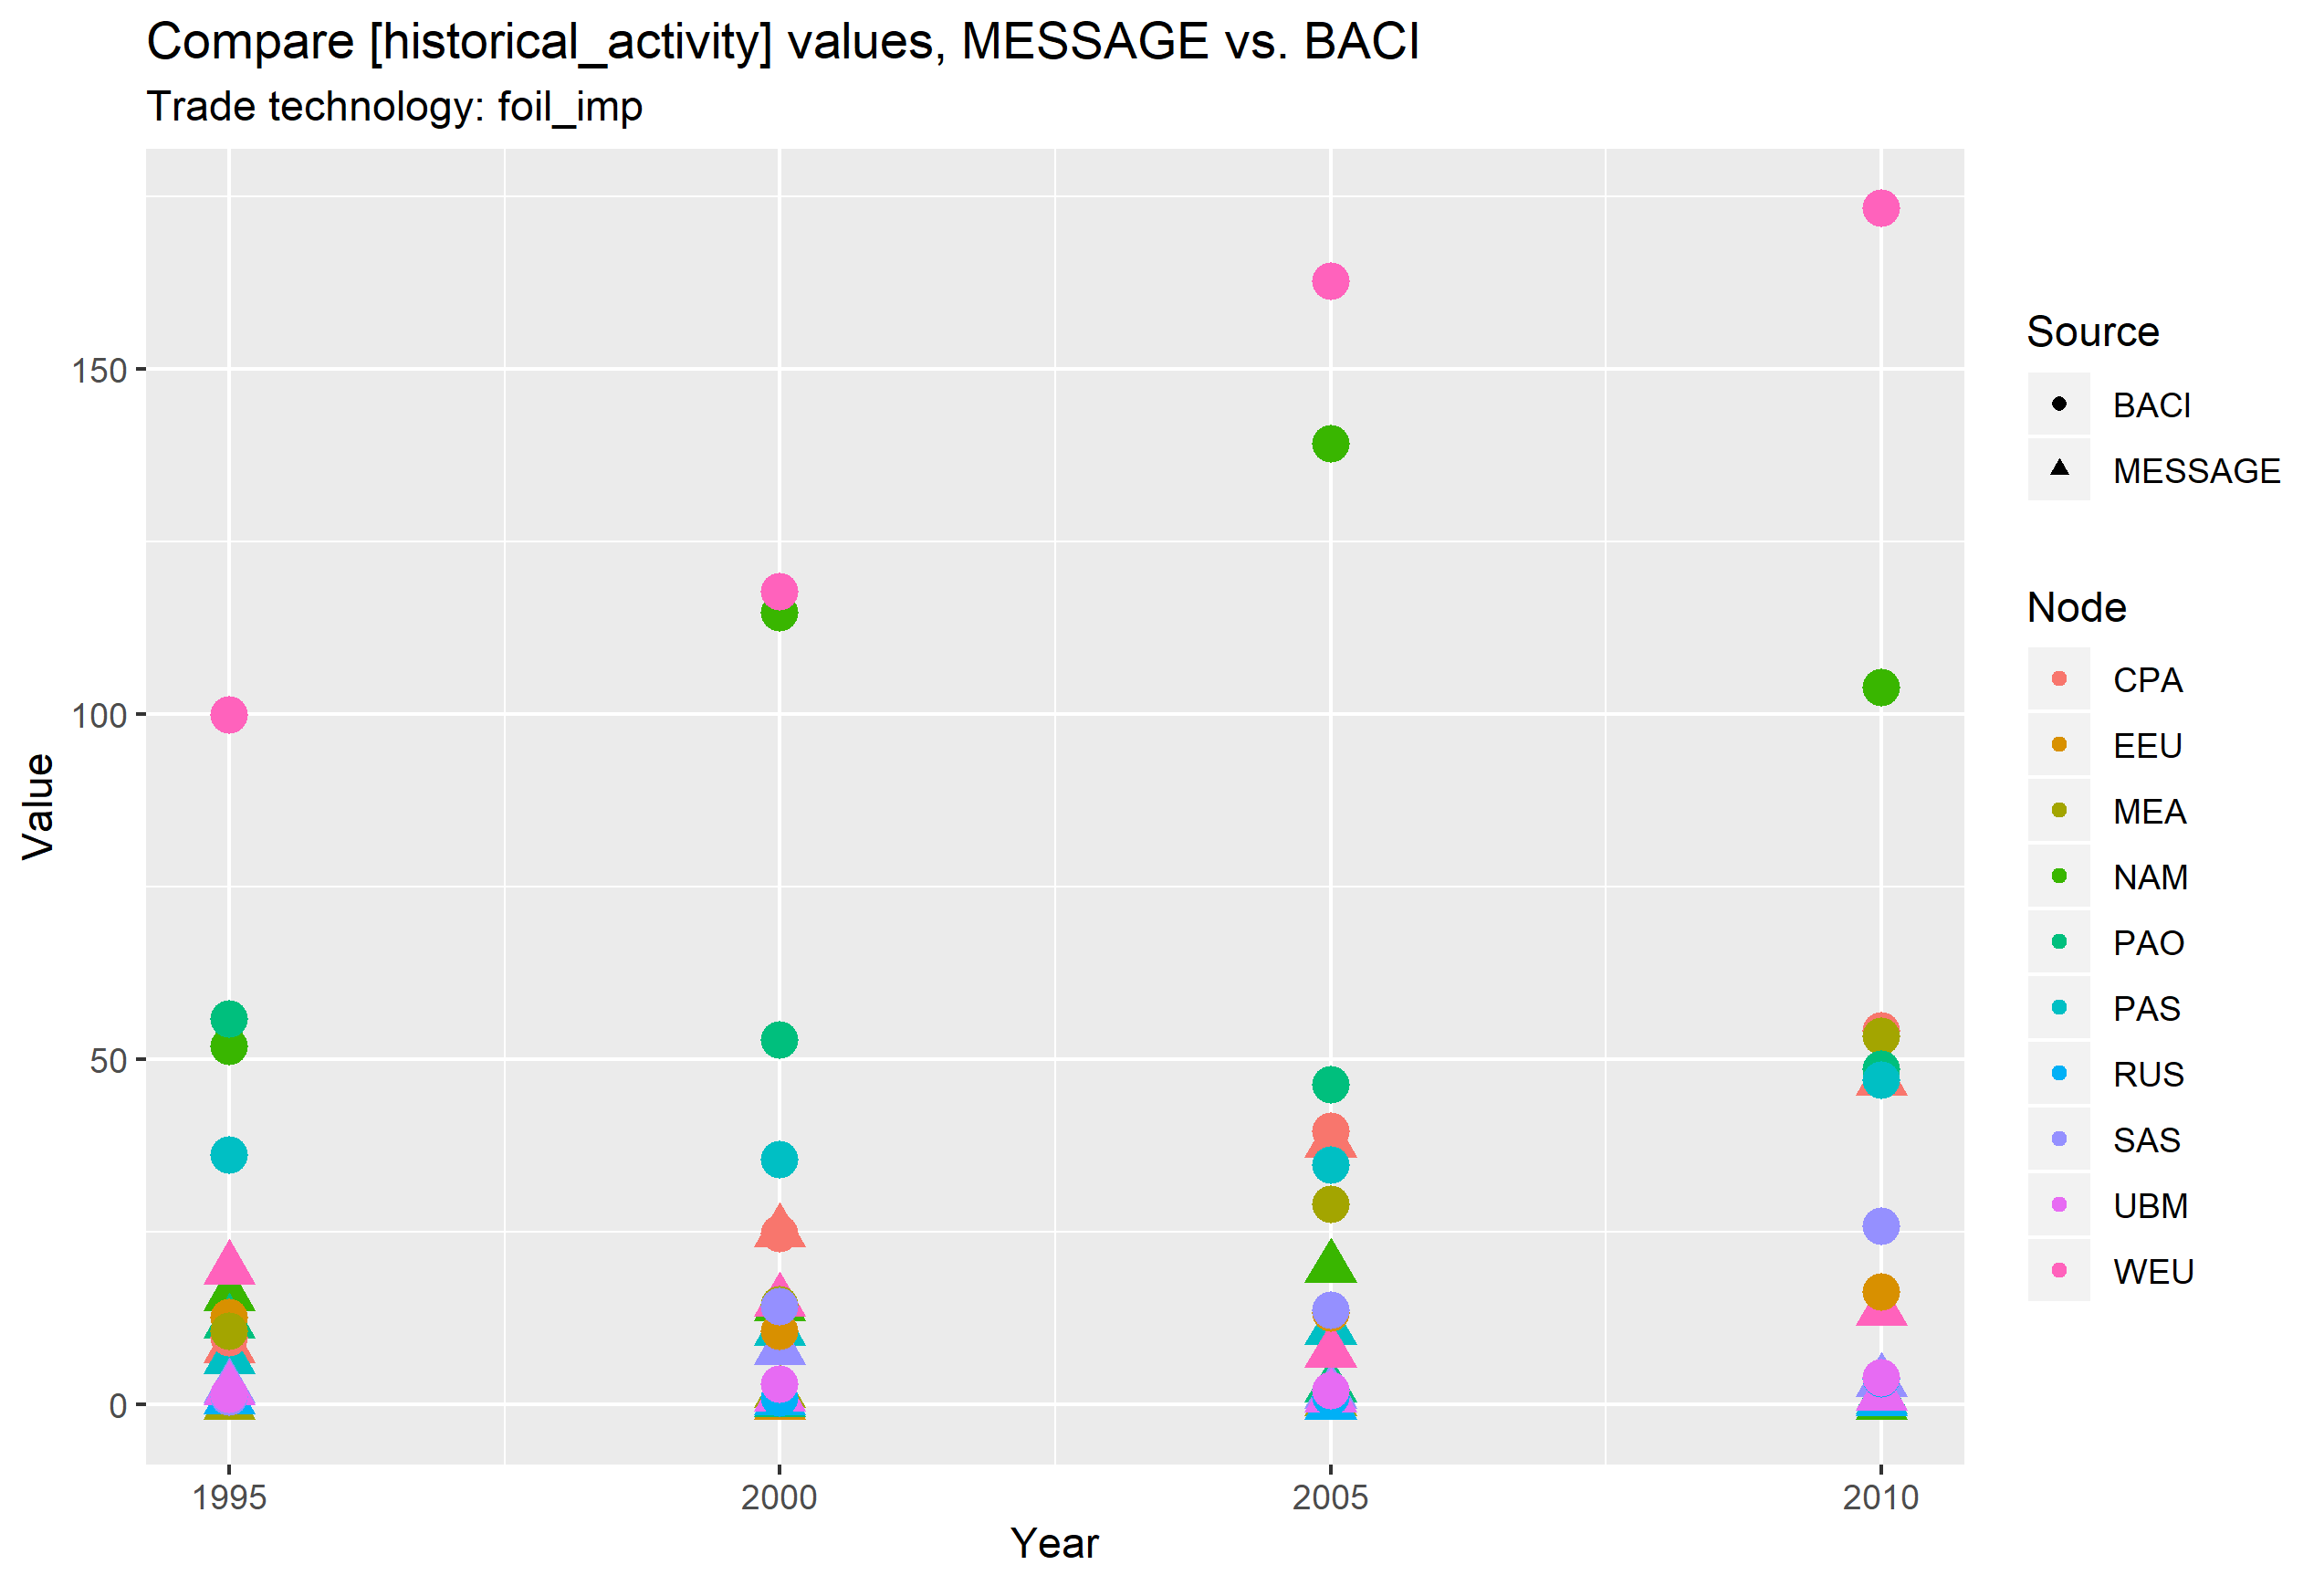 Compare [historical_activity] values, MESSAGE vs. BACI
Trade technology: foil_imp
Value
150
100
50
0
1995 2000 2005 2010
Year
Source
BACI
MESSAGE
Node
CPA
EEU
MEA
NAM
PAO
PAS
RUS
SAS
UBM
WEU